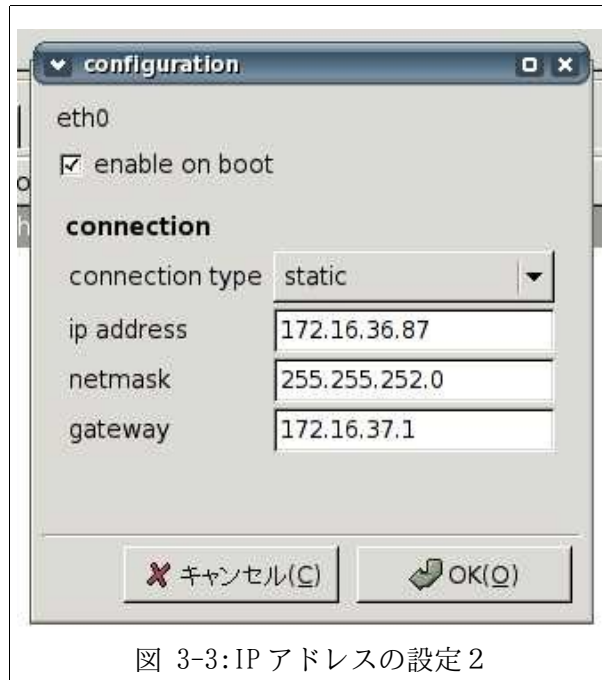 configuration
eth0
enable on boot
connection
connection type static
ip address 172.16.36.87
netmask 255.255.252.0
gateway 172.16.37.1
キャンセル(C) OK(O)
図 3-3:IP アドレスの設定２